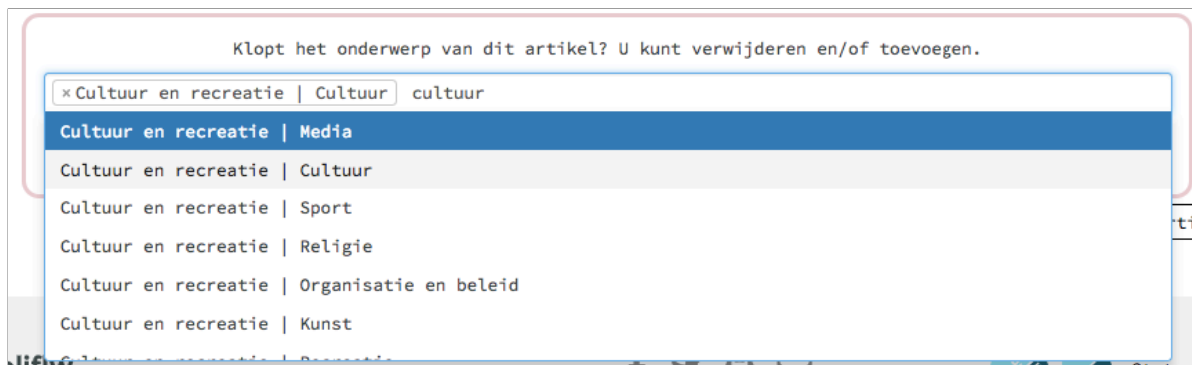 Klopt het onderwerp van dit artikel? U kunt verwijderen en/of toevoegen.
×Cultuur en recreatie | Cultuur cultuur
Cultuur en recreatie | Media
Cultuur en recreatie | Cultuur
Cultuur en recreatie | Sport
Cultuur en recreatie | Religie
Cultuur en recreatie | Organisatie en beleid
Cultuur en recreatie | Kunst